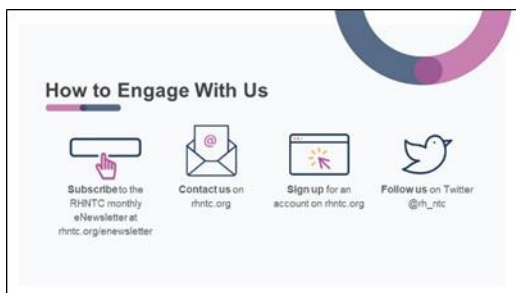 How to Engage With Us
@
Subscribe to the
RHNTC monthly
eNewsletter at
rhntc.org/enewsletter
Contact us on
rhntc.org
Sign up for an
account on rhntc.org
Follow us on Twitter
@rh_ntc